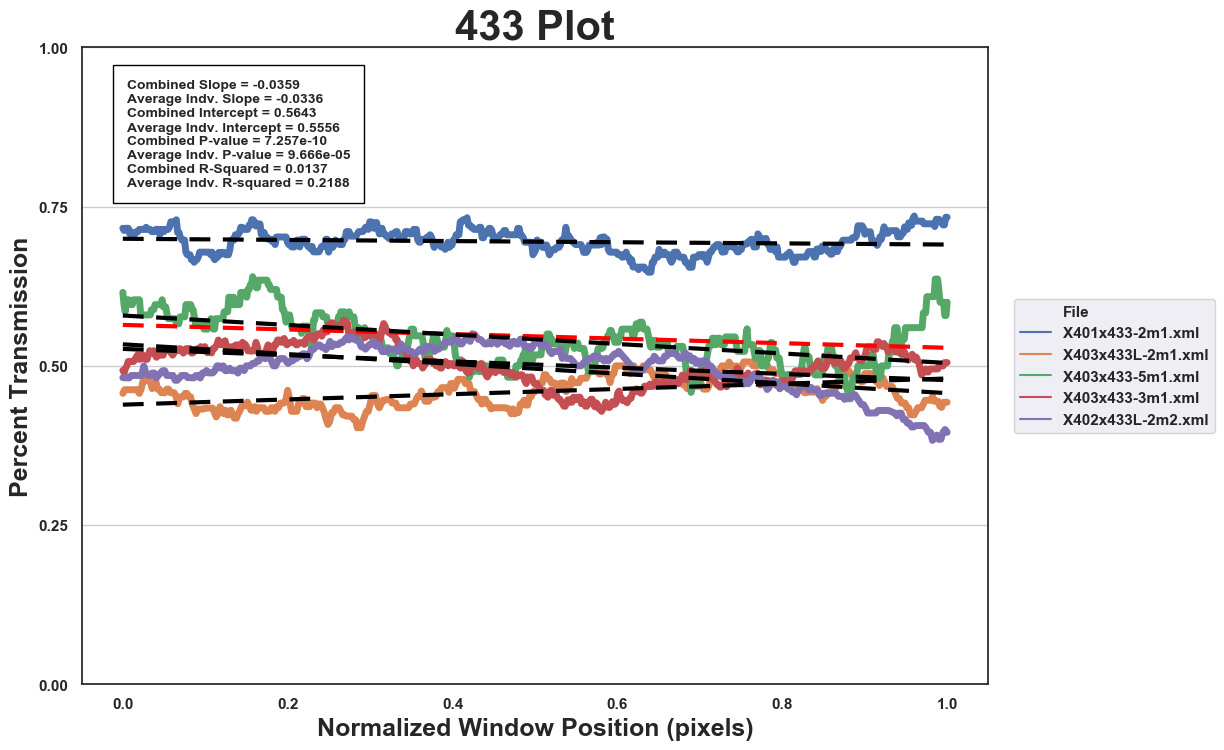 433 Plot
1.00
0.75
0.50
0.25
0.00
Percent Transmission
Combined Slope = -0.0359
Average Indv. Slope = -0.0336
Combined Intercept = 0.5643
Average Indv. Intercept = 0.5556
Combined P-value = 7.257e-10
Average Indv. P-value = 9.666e-05
Combined R-Squared = 0.0137
Average Indv. R-squared = 0.2188
0.0 0.2 0.4 0.6 0.8 1.0
Normalized Window Position (pixels)
File
X401x433-2m1.xml
X403x433L-2m1.xml
X403x433-5m1.xml
X403x433-3m1.xml
X402x433L-2m2.xml